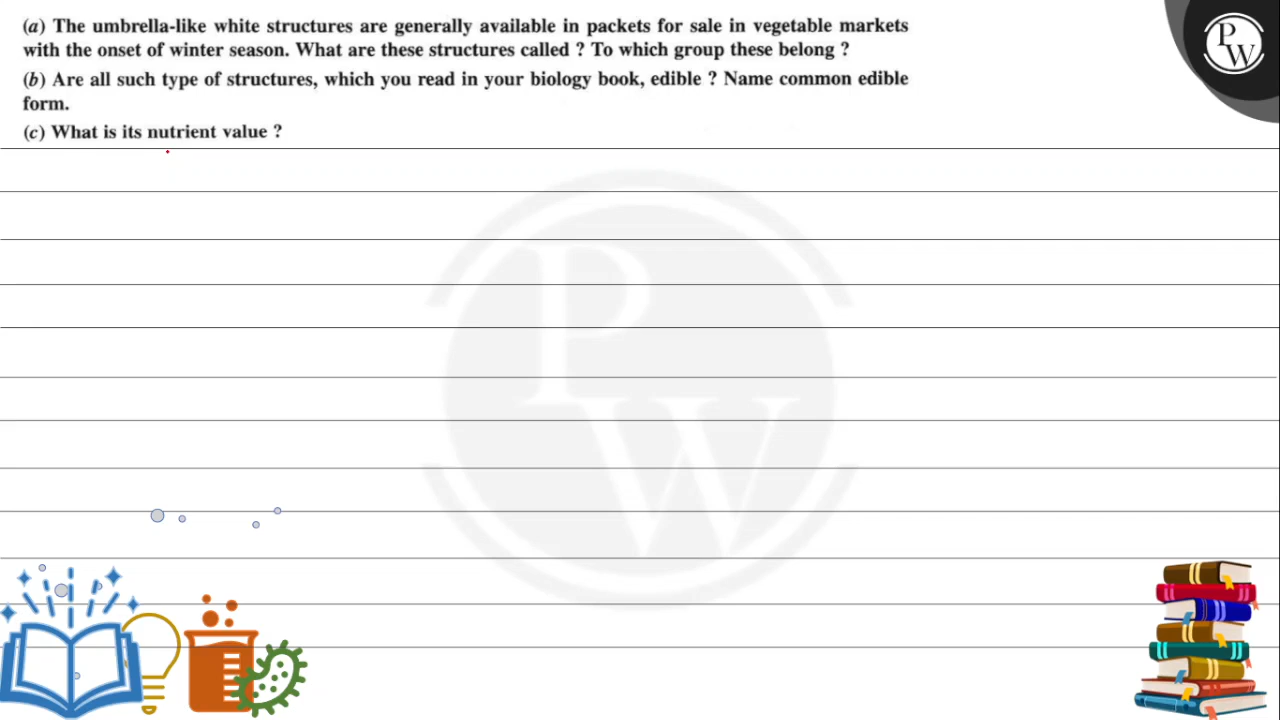 (a) The umbrella-like white structures are generally available in packets for sale in vegetable markets
with the onset of winter season. What are these structures called ? To which group these belong ?
(b) Are all such type of structures, which you read in your biology book, edible ? Name common edible
form.
(c) What is its nutrient value ?
PW
PW